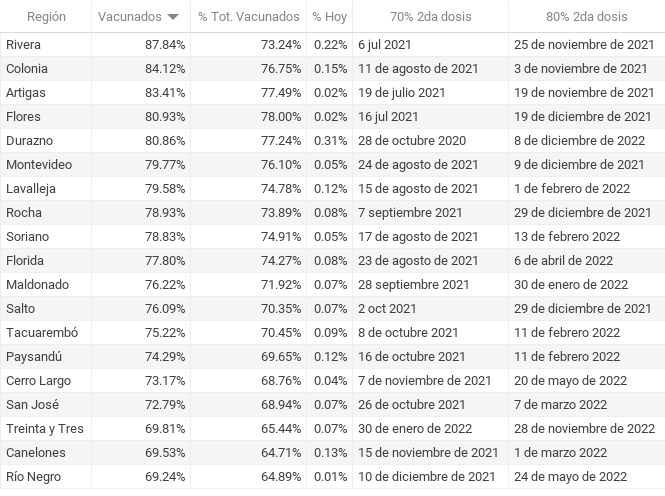 Región Vacunados % Tot. Vacunados % Hoy 70% 2da dosis 80% 2da dosis
Rivera 87.84% 73.24% 0.22% 6 jul 2021 25 de noviembre de 2021
Colonia 84.12% 76.75% 0.15% 11 de agosto de 2021 3 de noviembre de 2021
Artigas 83.41% 77.49% 0.02% 19 de julio de 2021 19 de noviembre de 2021
Flores 80.93% 78.00% 0.02% 16 jul 2021 19 de diciembre de 2021
Durazno 80.86% 77.24% 0.31% 28 de octubre 2020 8 de diciembre de 2022
Montevideo 79.77% 76.10% 0.05% 24 de agosto de 2021 9 de diciembre de 2021
Lavalleja 79.58% 74.78% 0.12% 15 de agosto de 2021 1 de febrero de 2022
Rocha 78.93% 73.89% 0.08% 7 septiembre 2021 29 de diciembre de 2021
Soriano 78.83% 74.91% 0.05% 17 de agosto de 2021 13 de febrero 2022
Florida 77.80% 74.27% 0.08% 23 de agosto de 2021 6 de abril de 2022
Maldonado 76.22% 71.92% 0.07% 28 septiembre 2021 30 de enero de 2022
Salto 76.09% 70.35% 0.07% 2 oct 2021 29 de diciembre de 2021
Tacuarembó 75.22% 70.45% 0.09% 8 de octubre de 2021 11 de febrero 2022
Paysandú 74.29% 69.65% 0.12% 16 de octubre de 2021 11 de febrero 2022
Cerro Largo 73.17% 68.76% 0.04% 7 de noviembre de 2021 20 de mayo de 2022
San José 72.79% 68.94% 0.07% 26 de octubre de 2021 7 de marzo 2022
Treinta y Tres 69.81% 65.44% 0.07% 30 de enero de 2022 28 de noviembre de 2022
Canelones 69.53% 64.71% 0.13% 15 de noviembre de 2021 1 de marzo 2022
Río Negro 69.24% 64.89% 0.01% 10 de diciembre de 2021 24 de mayo de 2022